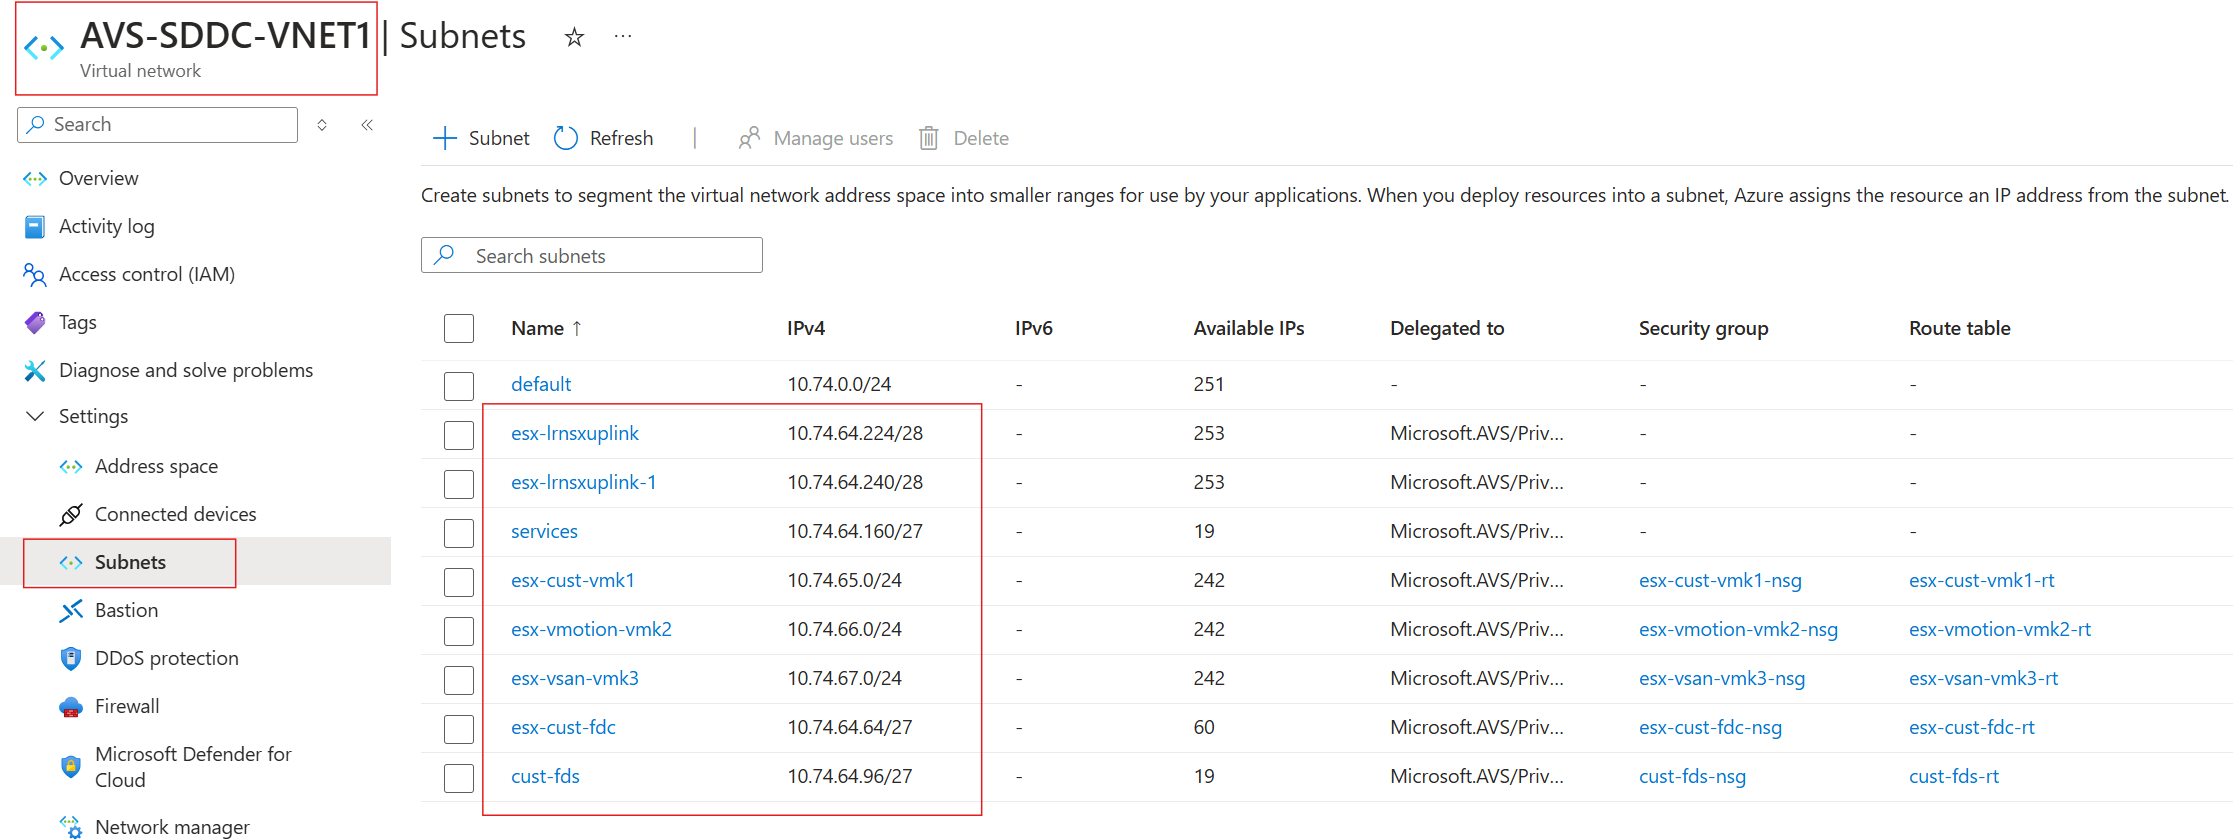 AVS-SDDC-VNET1 | Subnets ☆ ...
Virtual network
Search
Overview
Activity log
Access control (IAM)
Tags
Diagnose and solve problems
Settings
Address space
Connected devices
Subnets
Bastion
DDoS protection
Firewall
Microsoft Defender for
Cloud
Network manager
+ Subnet Refresh | Manage users Delete
Create subnets to segment the virtual network address space into smaller ranges for use by your applications. When you deploy resources into a subnet, Azure assigns the resource an IP address from the subnet.
Search subnets
Name ↑ IPv4 IPv6 Available IPs Delegated to Security group Route table
default 10.74.0.0/24 - 251 - - -
esx-lrnsxuplink 10.74.64.224/28 - 253 Microsoft.AVS/Priv... - -
esx-lrnsxuplink-1 10.74.64.240/28 - 253 Microsoft.AVS/Priv... - -
services 10.74.64.160/27 - 19 Microsoft.AVS/Priv... - -
esx-cust-vmk1 10.74.65.0/24 - 242 Microsoft.AVS/Priv... esx-cust-vmk1-nsg esx-cust-vmk1-rt
esx-vmotion-vmk2 10.74.66.0/24 - 242 Microsoft.AVS/Priv... esx-vmotion-vmk2-nsg esx-vmotion-vmk2-rt
esx-vsan-vmk3 10.74.67.0/24 - 242 Microsoft.AVS/Priv... esx-vsan-vmk3-nsg esx-vsan-vmk3-rt
esx-cust-fdc 10.74.64.64/27 - 60 Microsoft.AVS/Priv... esx-cust-fdc-nsg esx-cust-fdc-rt
cust-fds 10.74.64.96/27 - 19 Microsoft.AVS/Priv... cust-fds-nsg cust-fds-rt